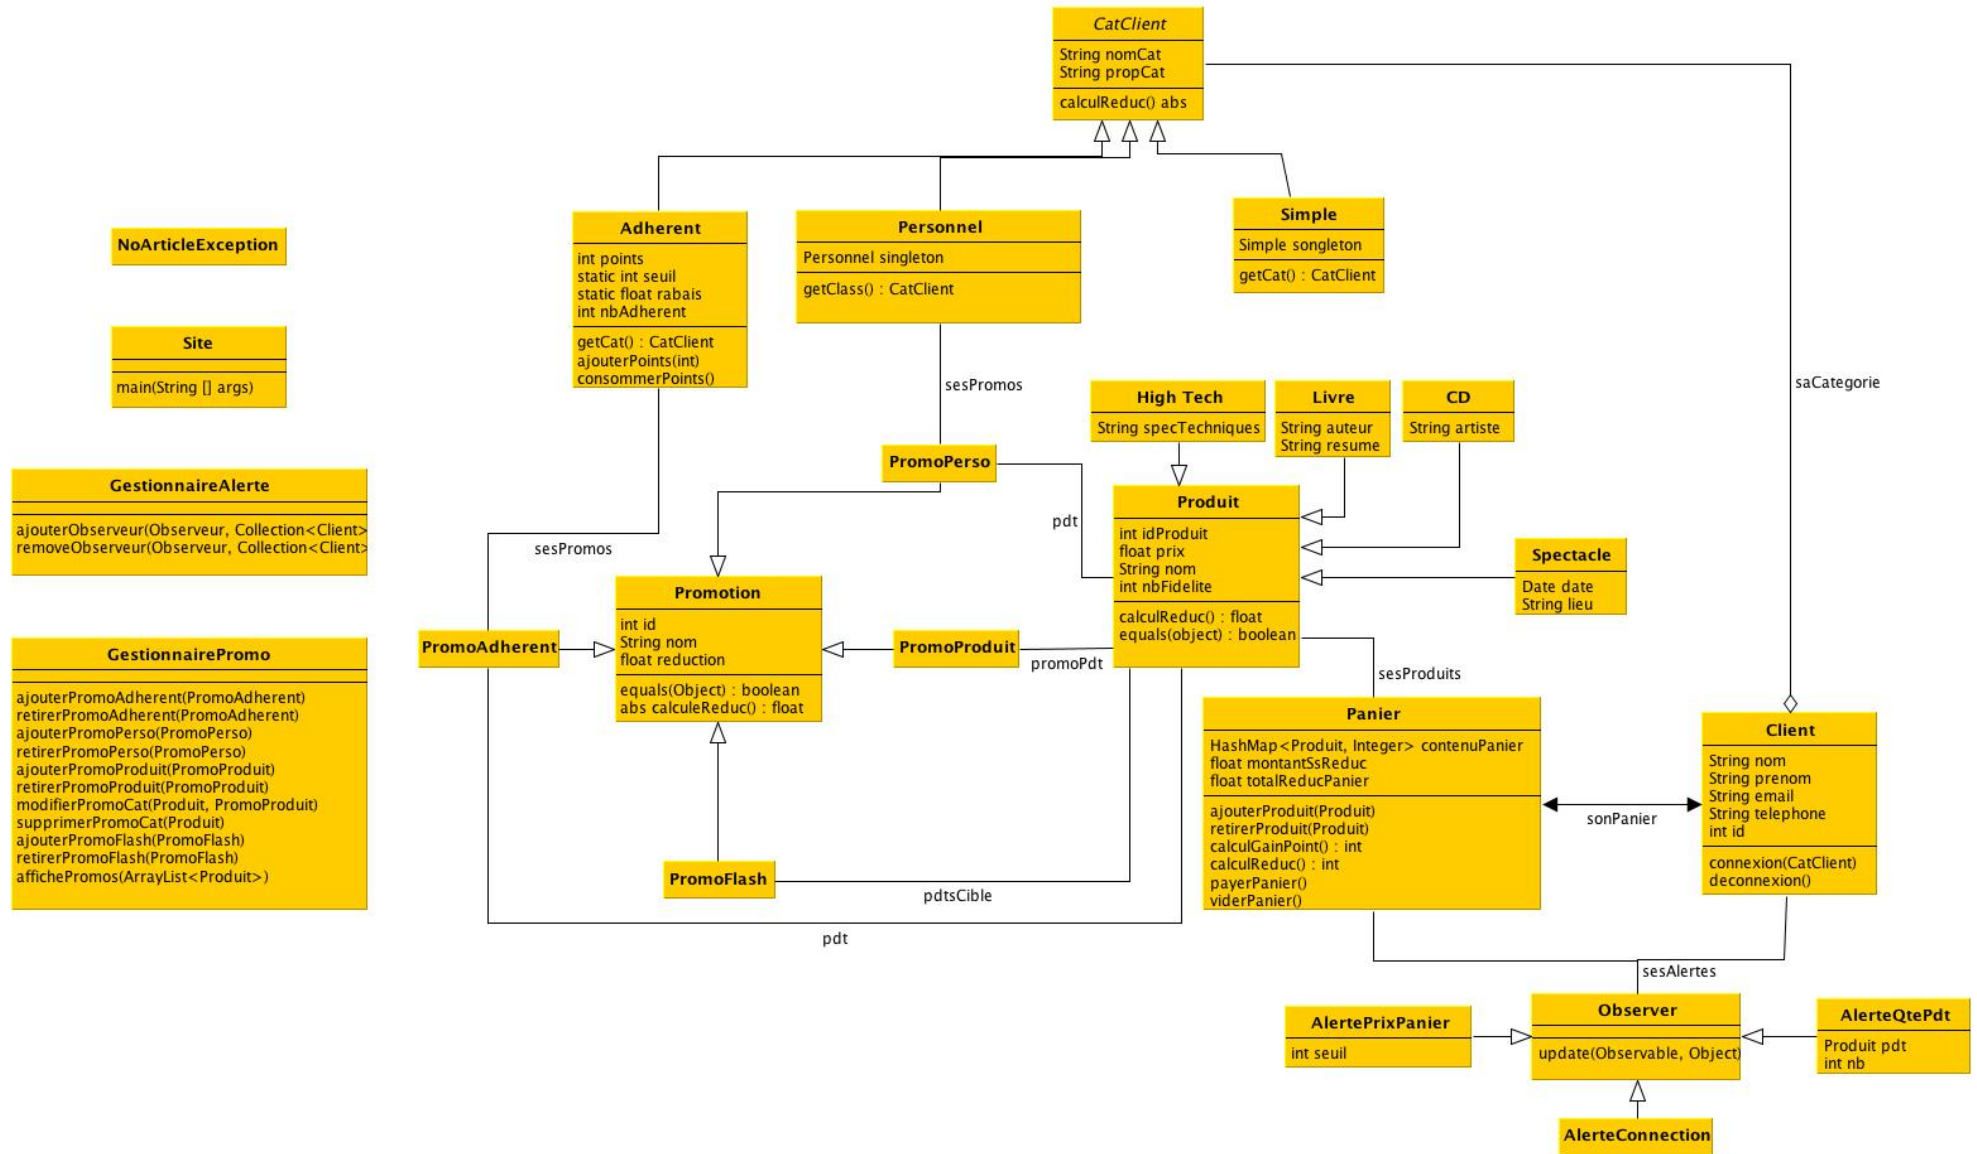 CatClient
String nomCat
String propCat
calculReduc() abs
saCategorie
Adherent
int points
static int seuil
static float rabais
int nbAdherent
getCat() : CatClient
ajouterPoints(int)
consommerPoints()
Personnel
Personnel singleton
getClass() : CatClient
Simple
Simple songleton
getCat() : CatClient
NoArticleException
Site
main(String [] args)
GestionnaireAlerte
ajouterObserveur(Observeur, Collection<Client>
removeObserveur(Observeur, Collection<Client>
GestionnairePromo
ajouterPromoAdherent(PromoAdherent)
retirerPromoAdherent(PromoAdherent)
ajouterPromoPerso(PromoPerso)
retirerPromoPerso(PromoPerso)
ajouterPromoProduit(PromoProduit)
retirerPromoProduit(PromoProduit)
modifierPromoCat(Produit, PromoProduit)
supprimerPromoCat(Produit)
ajouterPromoFlash(PromoFlash)
retirerPromoFlash(PromoFlash)
affichePromos(ArrayList<Produit>)
sesPromos
sesPromos
PromoPerso
pdt
High Tech
String specTechniques
Livre
String auteur
String resume
CD
String artiste
Produit
int idProduit
float prix
String nom
int nbFidelite
calculReduc() : float
equals(object) : boolean
Spectacle
Date date
String lieu
PromoAdherent
Promotion
int id
String nom
float reduction
equals(Object) : boolean
abs calculeReduc() : float
PromoProduit
promoPdt
sesProduits
PromoFlash
pdtsCible
pdt
Panier
HashMap<Produit, Integer> contenuPanier
float montantSsReduc
float totalReducPanier
ajouterProduit(Produit)
retirerProduit(Produit)
calculGainPoint() : int
calculReduc() : int
payerPanier()
viderPanier()
sonPanier
Client
String nom
String prenom
String email
String telephone
int id
connexion(CatClient)
deconnexion()
sesAlertes
AlertePrixPanier
int seuil
Observer
update(Observable, Object)
AlerteQtePdt
Produit pdt
int nb
AlerteConnection